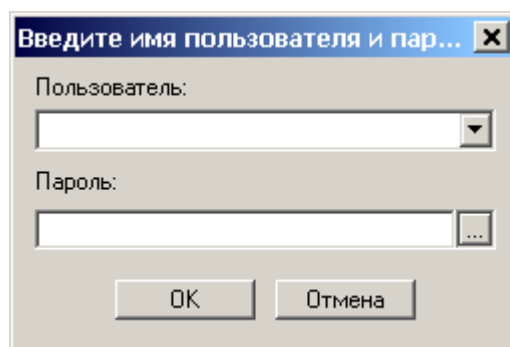 Введите имя пользователя и пар...
Пользователь:
Пароль:
...
OK
Отмена